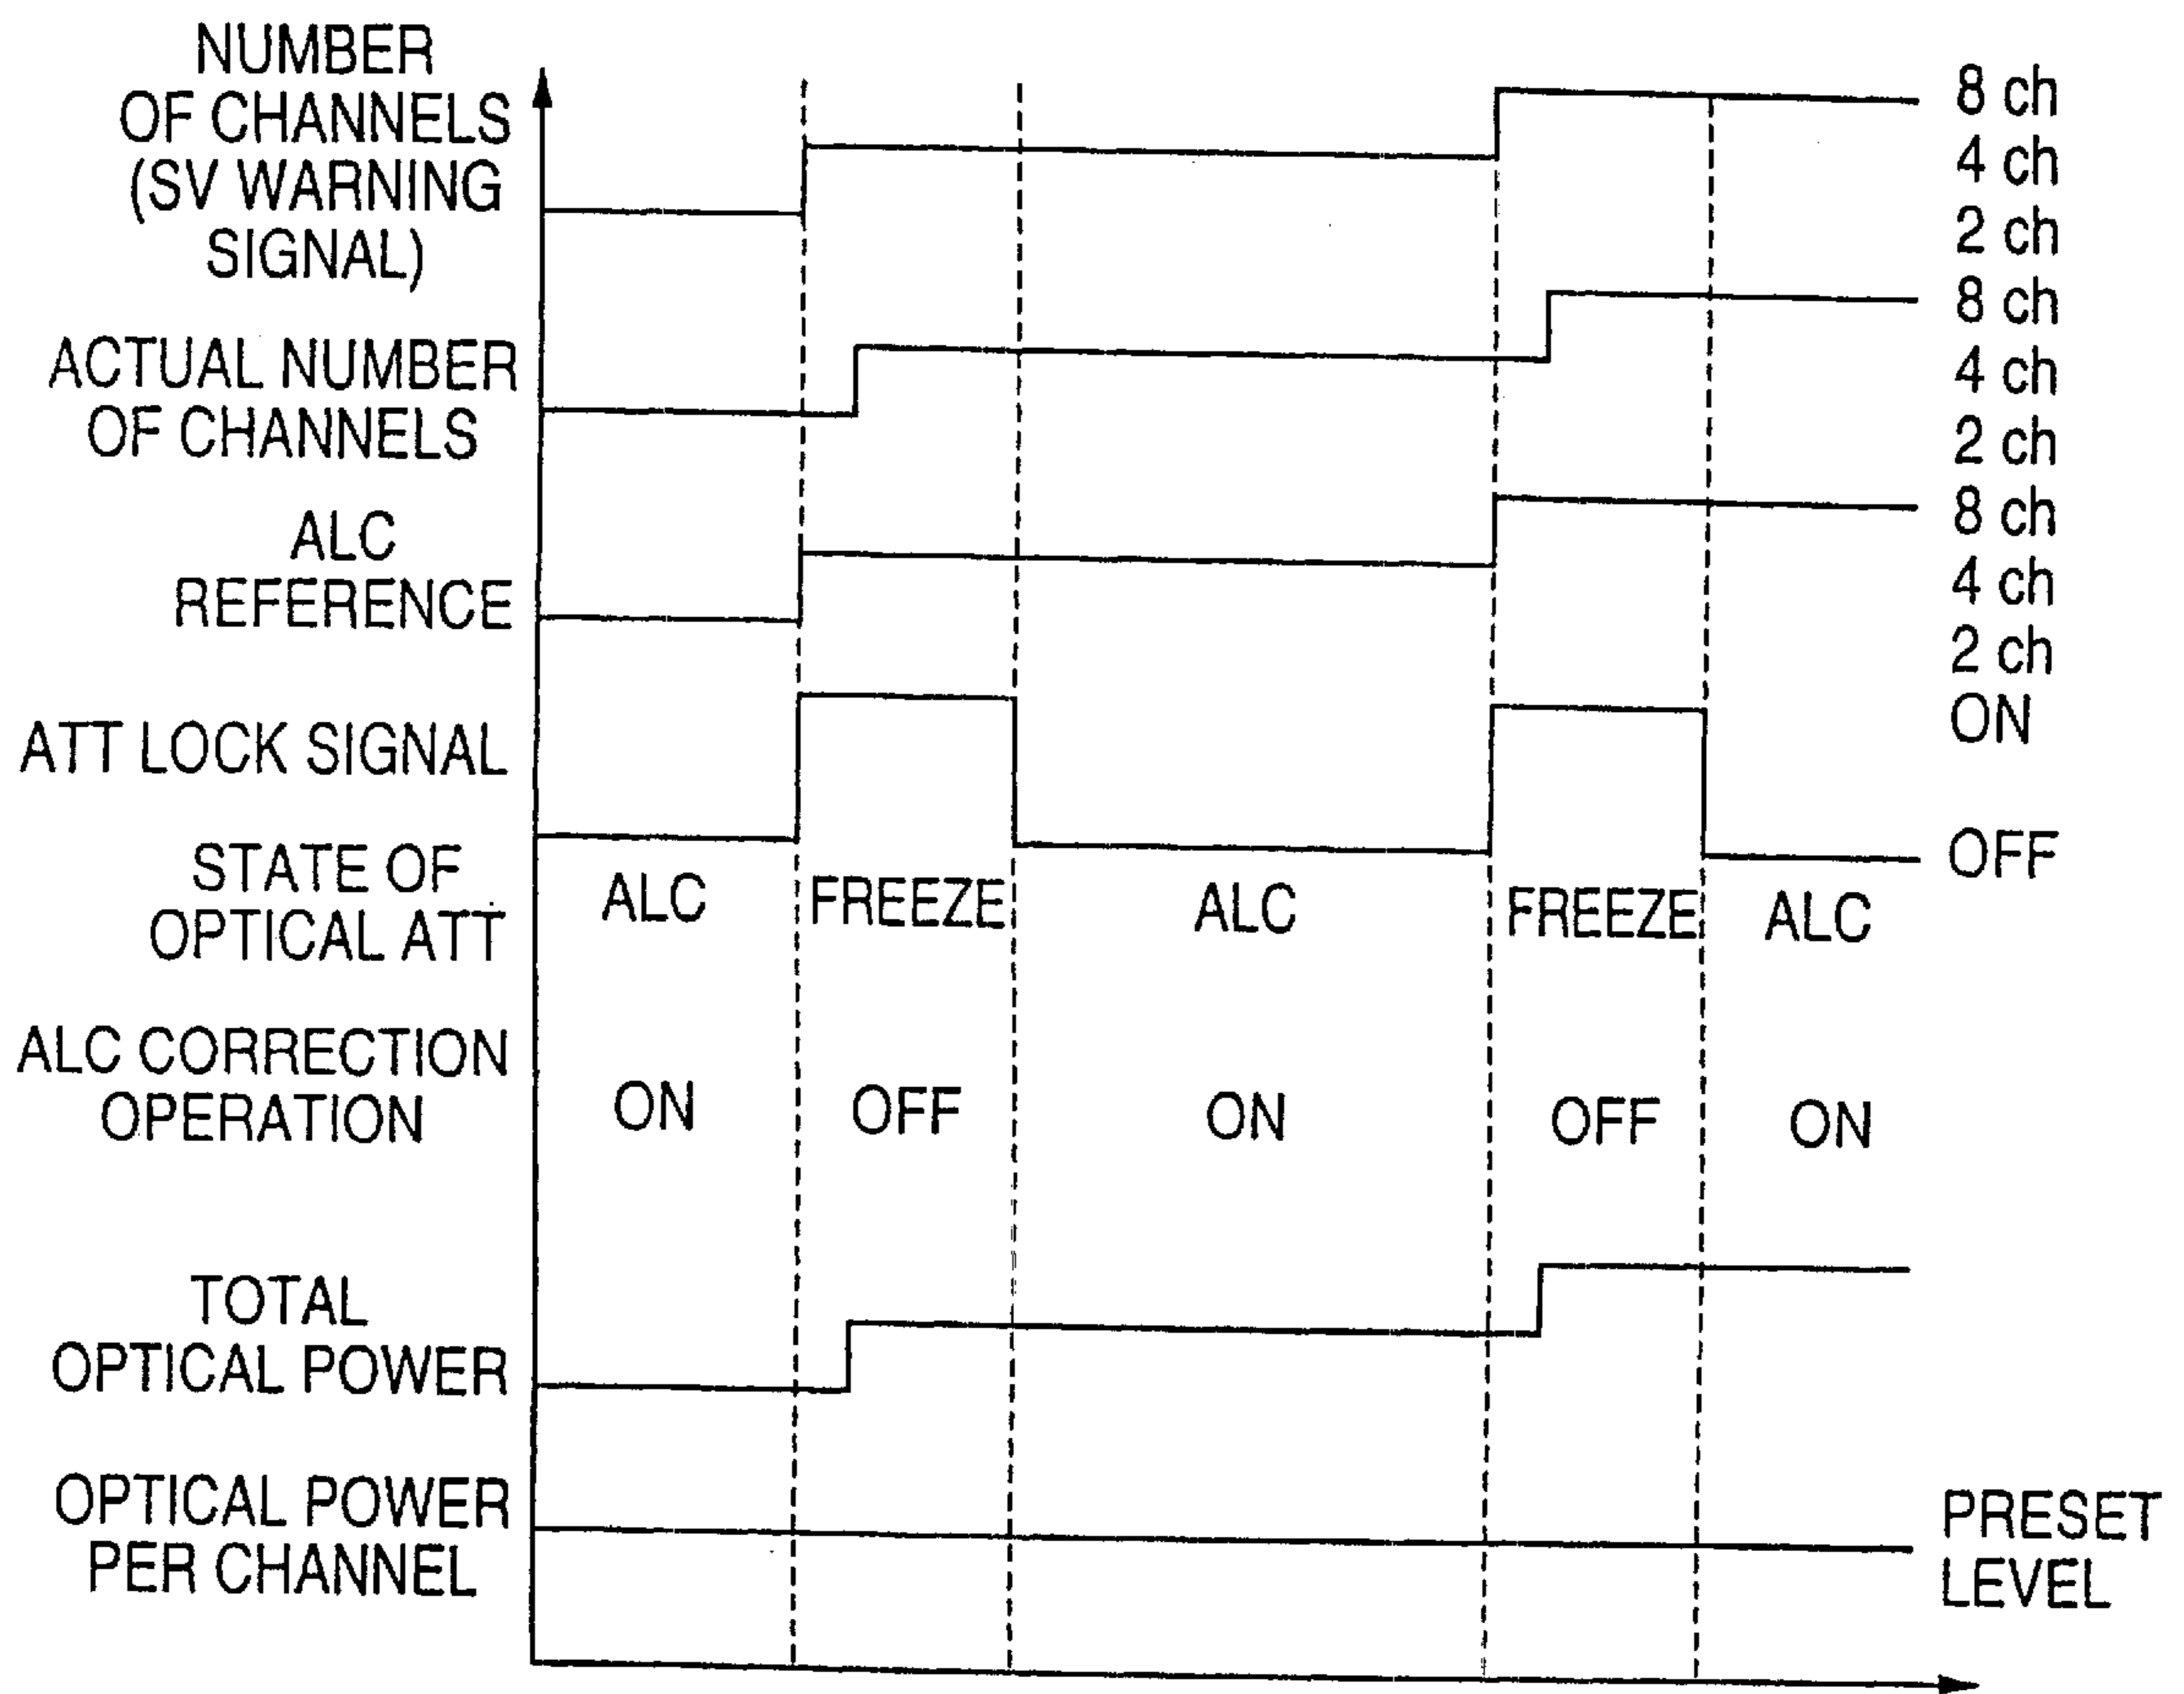 NUMBER
OF CHANNELS
(SV WARNING
SIGNAL)
8 ch
4 ch
2 ch
ACTUAL NUMBER
OF CHANNELS
8 ch
4 ch
2 ch
ALC
REFERENCE
8 ch
4 ch
2 ch
ATT LOCK SIGNAL
ON
OFF
STATE OF
OPTICAL ATT
ALC FREEZE ALC FREEZE ALC
ALC CORRECTION
OPERATION
ON OFF ON OFF ON
TOTAL
OPTICAL POWER
OPTICAL POWER
PER CHANNEL
PRESET
LEVEL